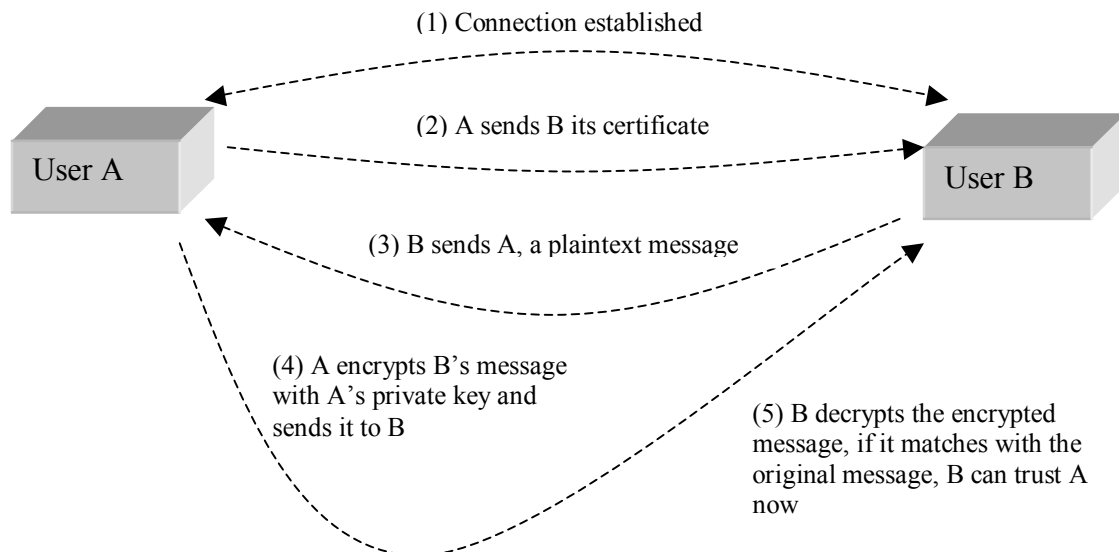 (1) Connection established
(2) A sends B its certificate
User A
User B
(3) B sends A, a plaintext message
(4) A encrypts B’s message
with A’s private key and
sends it to B
(5) B decrypts the encrypted
message, if it matches with the
original message, B can trust A
now